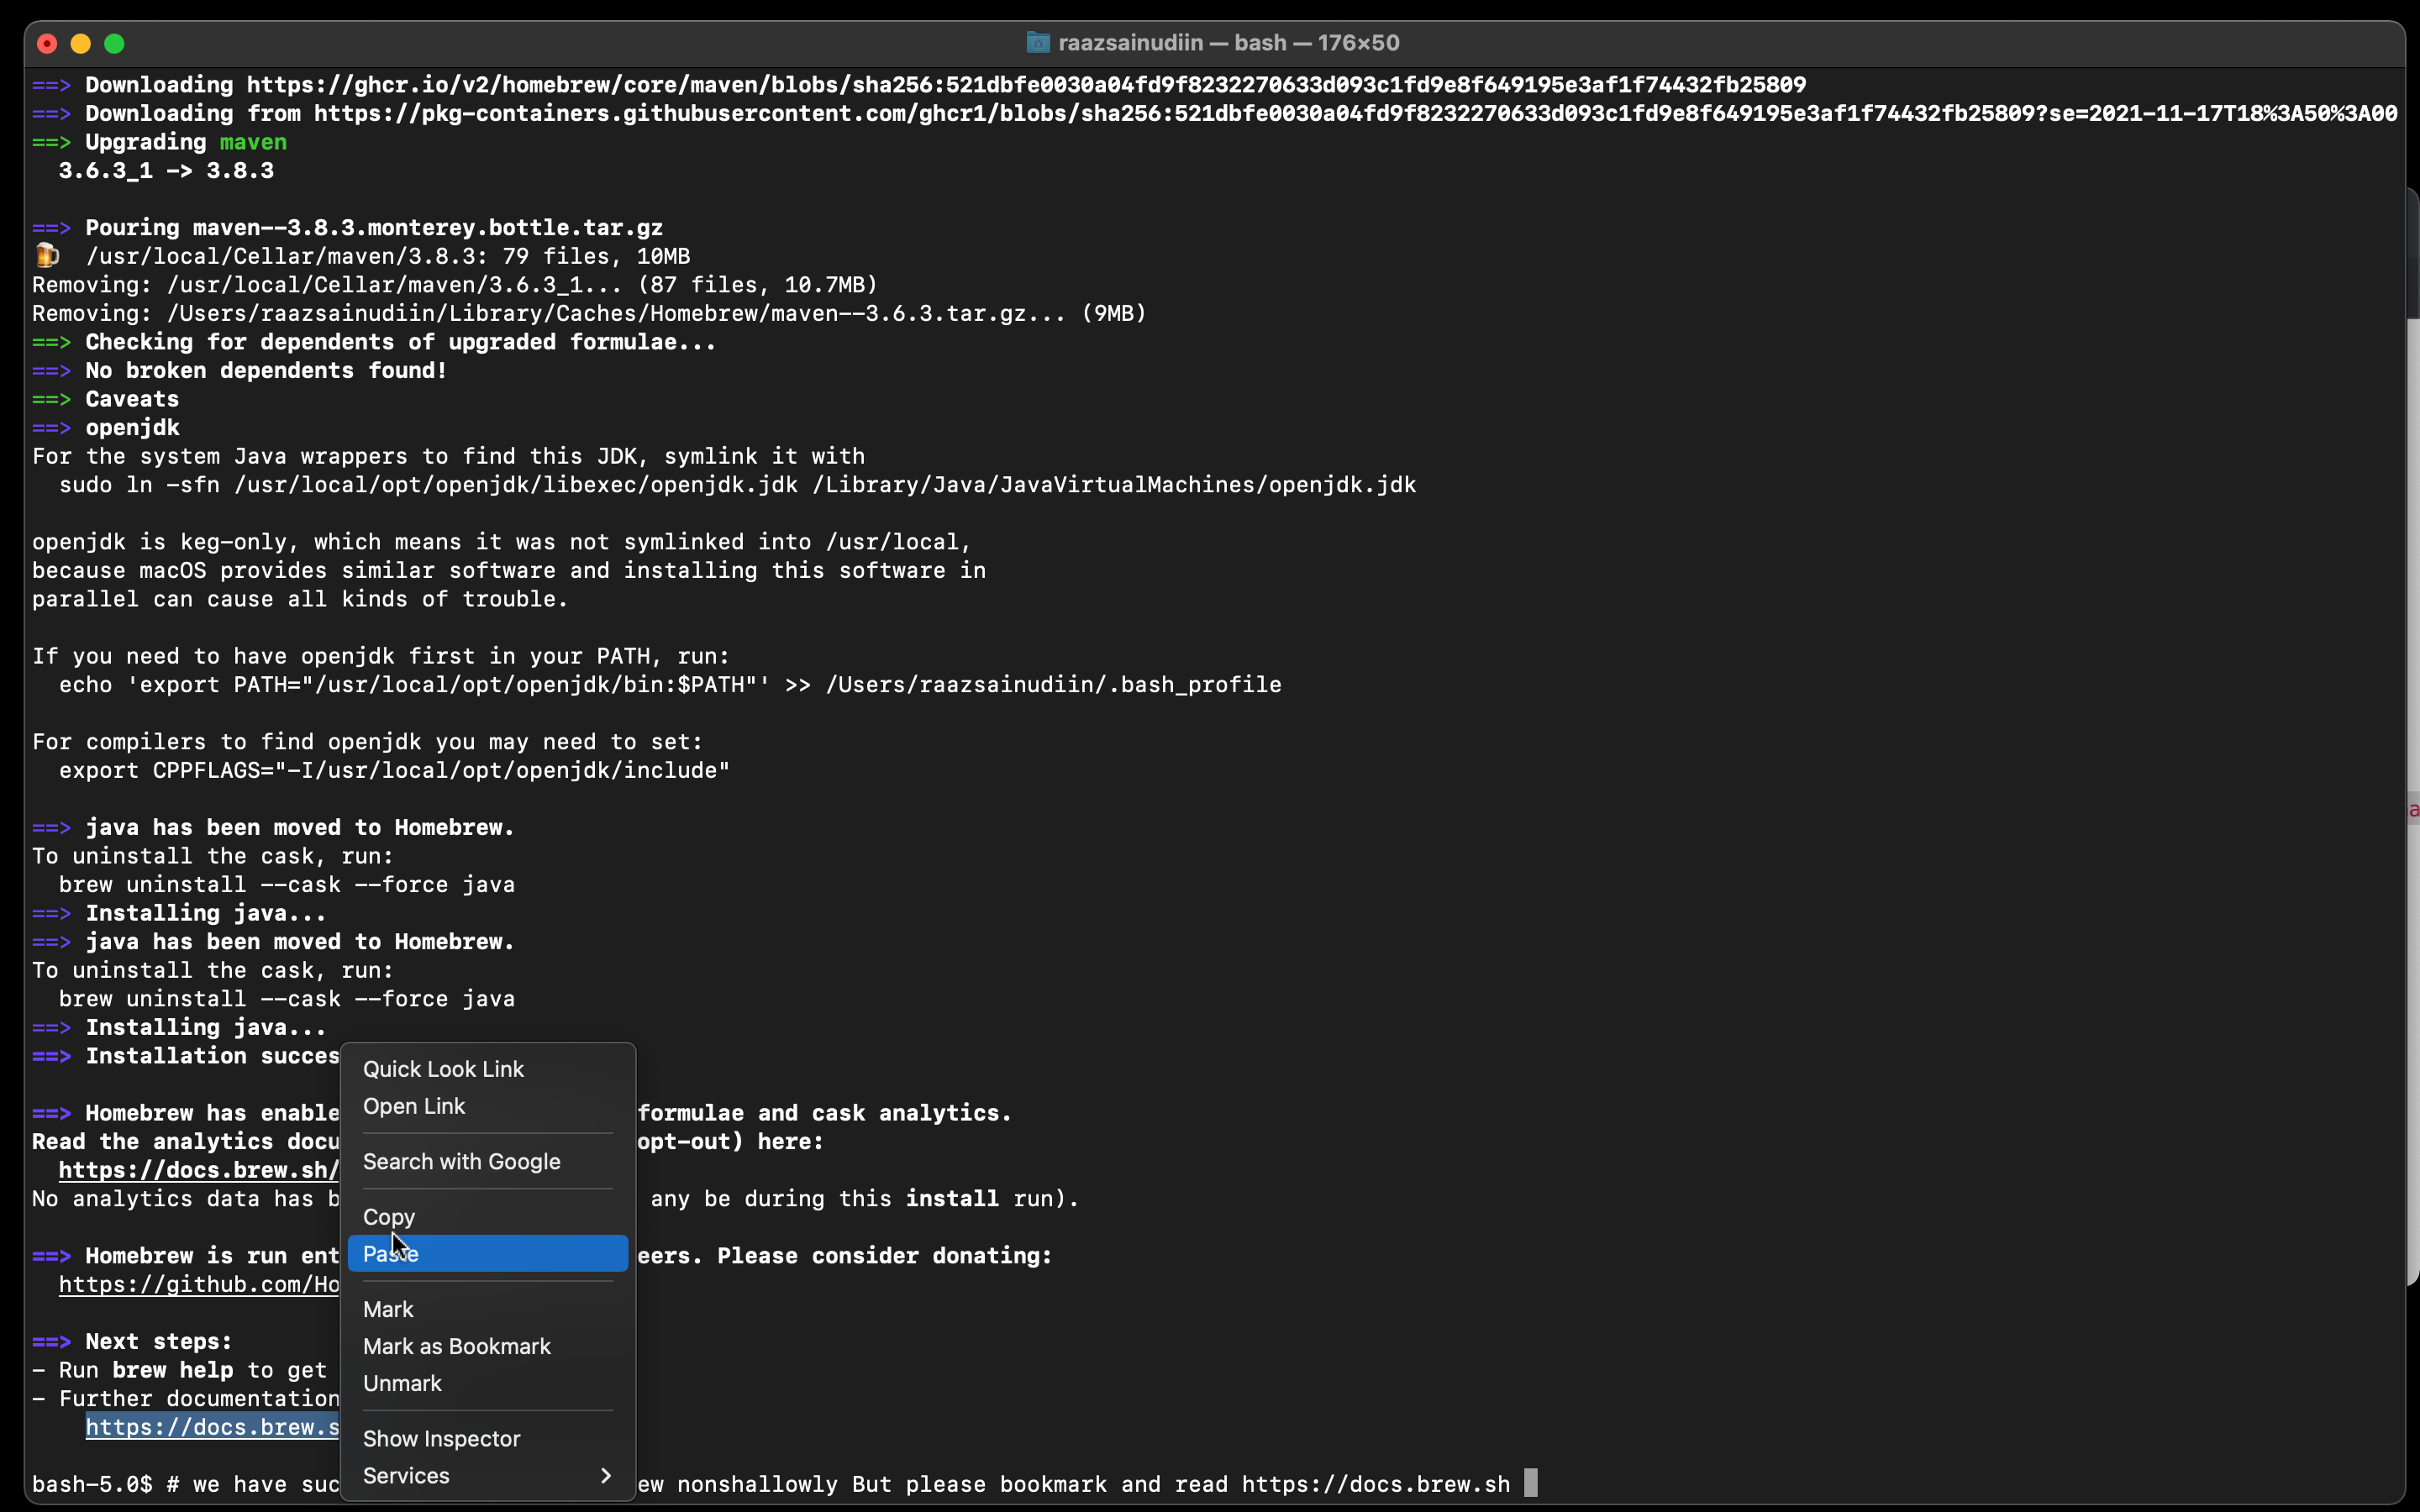 raazsainudiin — bash — 176×50
==> Downloading https://ghcr.io/v2/homebrew/core/maven/blobs/sha256:521dbfe0030a04fd9f8232270633d093c1fd9e8f649195e3af1f74432fb25809
==> Downloading from https://pkg-containers.githubusercontent.com/ghcr1/blobs/sha256:521dbfe0030a04fd9f8232270633d093c1fd9e8f649195e3af1f74432fb25809?se=2021-11-17T18%3A50%3A00
==> Upgrading maven
  3.6.3_1 -> 3.8.3
==> Pouring maven--3.8.3.monterey.bottle.tar.gz
🍺  /usr/local/Cellar/maven/3.8.3: 79 files, 10MB
Removing: /usr/local/Cellar/maven/3.6.3_1... (87 files, 10.7MB)
Removing: /Users/raazsainudiin/Library/Caches/Homebrew/maven--3.6.3.tar.gz... (9MB)
==> Checking for dependents of upgraded formulae...
==> No broken dependents found!
==> Caveats
==> openjdk
For the system Java wrappers to find this JDK, symlink it with
  sudo ln -sfn /usr/local/opt/openjdk/libexec/openjdk.jdk /Library/Java/JavaVirtualMachines/openjdk.jdk
openjdk is keg-only, which means it was not symlinked into /usr/local,
because macOS provides similar software and installing this software in
parallel can cause all kinds of trouble.
If you need to have openjdk first in your PATH, run:
  echo 'export PATH="/usr/local/opt/openjdk/bin:$PATH"' >> /Users/raazsainudiin/.bash_profile
For compilers to find openjdk you may need to set:
  export CPPFLAGS="-I/usr/local/opt/openjdk/include"
==> java has been moved to Homebrew.
To uninstall the cask, run:
  brew uninstall --cask --force java
==> Installing java...
==> java has been moved to Homebrew.
To uninstall the cask, run:
  brew uninstall --cask --force java
==> Installing java...
==> Installation succes
==> Homebrew has enable formulae and cask analytics.
Read the analytics docu opt-out) here:
  https://docs.brew.sh/
No analytics data has b any be during this install run).
==> Homebrew is run ent eers. Please consider donating:
  https://github.com/Ho
==> Next steps:
- Run brew help to get
- Further documentation
    https://docs.brew.s
bash-5.0$ # we have suc ew nonshallowly But please bookmark and read https://docs.brew.sh
Quick Look Link
Open Link
Search with Google
Copy
Paste
Mark
Mark as Bookmark
Unmark
Show Inspector
Services